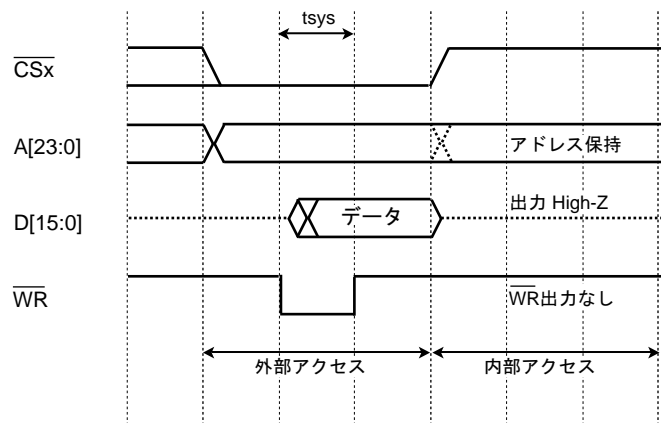 tsys
CSx
A[23:0]
アドレス保持
D[15:0]
データ
出力 High-Z
WR
WR出力なし
外部アクセス
内部アクセス